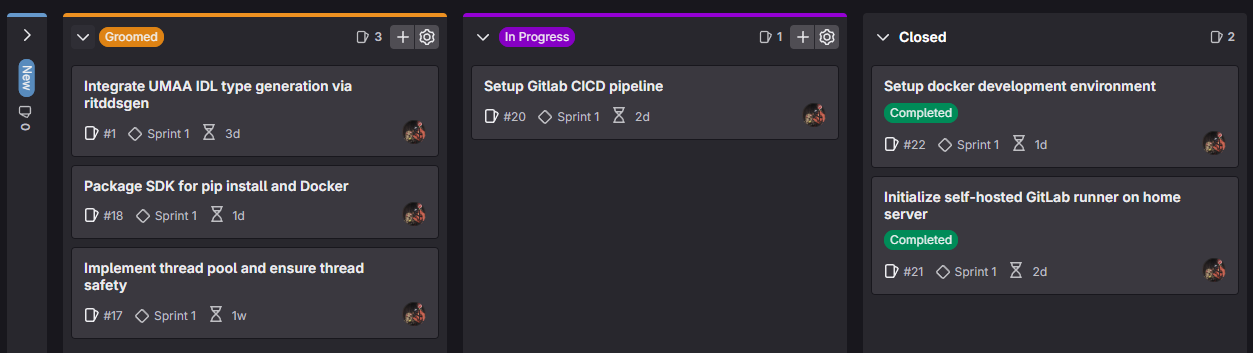 New
0
Groomed
3
Integrate UMAA IDL type generation via
ritddsgen
#1 Sprint 1 3d
Package SDK for pip install and Docker
#18 Sprint 1 1d
Implement thread pool and ensure thread
safety
#17 Sprint 1 1w
In Progress
1
Setup Gitlab CICD pipeline
#20 Sprint 1 2d
Closed
2
Setup docker development environment
Completed
#22 Sprint 1 1d
Initialize self-hosted GitLab runner on home
server
Completed
#21 Sprint 1 2d